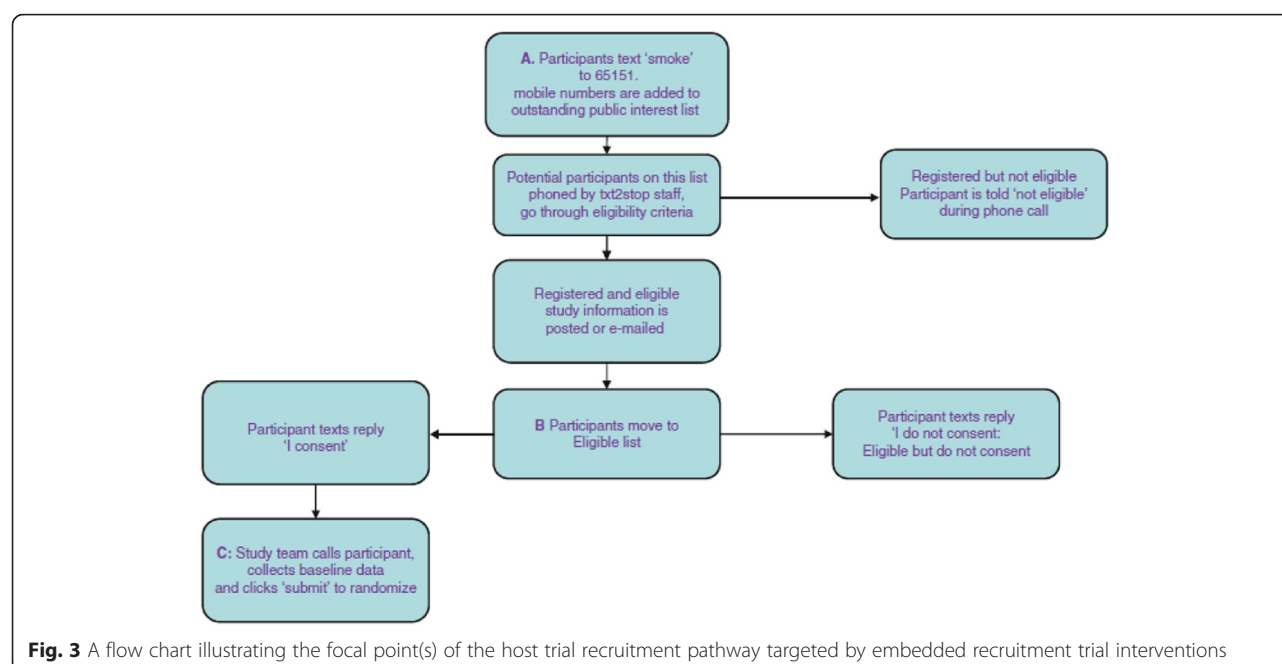 A. Participants text ‘smoke’
to 65151.
mobile numbers are added to
outstanding public interest list
Potential participants on this list
phoned by txt2stop staff,
go through eligibility criteria
Registered but not eligible
Participant is told ‘not eligible’
during phone call
Registered and eligible
study information is
posted or e-mailed
Participant texts reply
‘I consent’
B Participants move to
Eligible list
Participant texts reply
‘I do not consent:
Eligible but do not consent
C: Study team calls participant,
collects baseline data
and clicks ‘submit’ to randomize
Fig. 3 A flow chart illustrating the focal point(s) of the host trial recruitment pathway targeted by embedded recruitment trial interventions